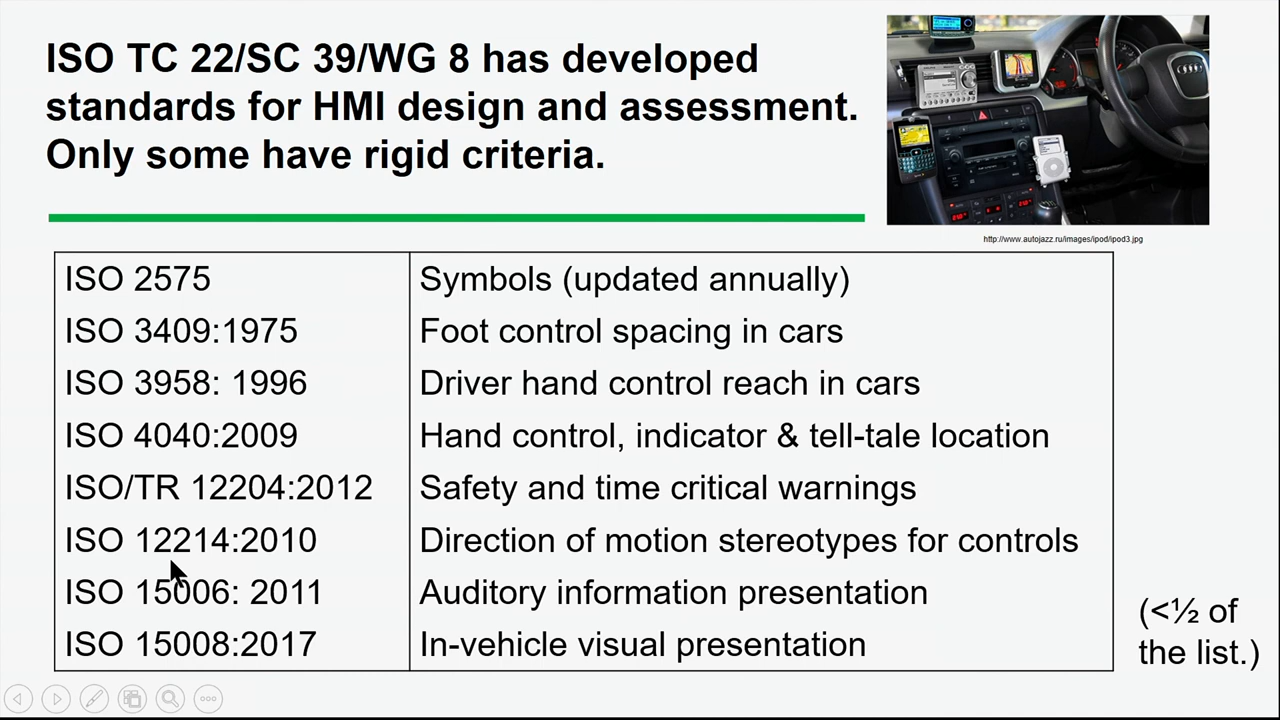 ISO TC 22/SC 39/WG 8 has developed
standards for HMI design and assessment.
Only some have rigid criteria.
http://www.autojazz.ru/images/ipod/ipod3.jpg
ISO 2575 Symbols (updated annually)
ISO 3409:1975 Foot control spacing in cars
ISO 3958: 1996 Driver hand control reach in cars
ISO 4040:2009 Hand control, indicator & tell-tale location
ISO/TR 12204:2012 Safety and time critical warnings
ISO 12214:2010 Direction of motion stereotypes for controls
ISO 15006: 2011 Auditory information presentation
ISO 15008:2017 In-vehicle visual presentation
(<½ of
the list.)